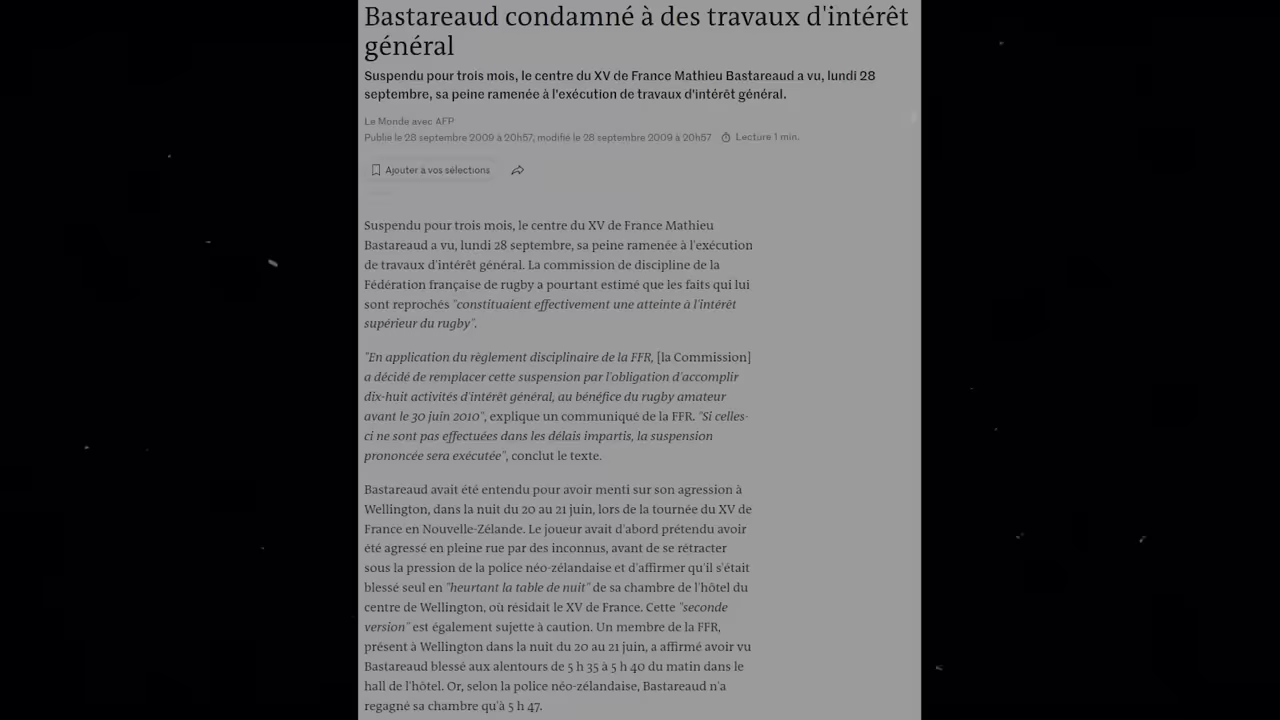 Bastareaud condamné à des travaux d'intérêt
général
Suspendu pour trois mois, le centre du XV de France Mathieu Bastareaud a vu, lundi 28
septembre, sa peine ramenée à l'exécution de travaux d'intérêt général.
Le Monde avec AFP
Publié le 28 septembre 2009 à 20h57, modifié le 28 septembre 2009 à 20h57 Lecture 1 min.
Ajouter à vos sélections
Suspendu pour trois mois, le centre du XV de France Mathieu
Bastareaud a vu, lundi 28 septembre, sa peine ramenée à l'exécution
de travaux d'intérêt général. La commission de discipline de la
Fédération française de rugby a pourtant estimé que les faits qui lui
sont reprochés "constituaient effectivement une atteinte à l'intérêt
supérieur du rugby".
"En application du règlement disciplinaire de la FFR, [la Commission]
a décidé de remplacer cette suspension par l'obligation d'accomplir
dix-huit activités d'intérêt général, au bénéfice du rugby amateur
avant le 30 juin 2010", explique un communiqué de la FFR. "Si celles-
ci ne sont pas effectuées dans les délais impartis, la suspension
prononcée sera exécutée", conclut le texte.
Bastareaud avait été entendu pour avoir menti sur son agression à
Wellington, dans la nuit du 20 au 21 juin, lors de la tournée du XV de
France en Nouvelle-Zélande. Le joueur avait d'abord prétendu avoir
été agressé en pleine rue par des inconnus, avant de se rétracter
sous la pression de la police néo-zélandaise et d'affirmer qu'il s'était
blessé seul en "heurtant la table de nuit" de sa chambre de l'hôtel du
centre de Wellington, où résidait le XV de France. Cette "seconde
version" est également sujette à caution. Un membre de la FFR,
présent à Wellington dans la nuit du 20 au 21 juin, a affirmé avoir vu
Bastareaud blessé aux alentours de 5 h 35 à 5 h 40 du matin dans le
hall de l'hôtel. Or, selon la police néo-zélandaise, Bastareaud n'a
regagné sa chambre qu'à 5 h 47.